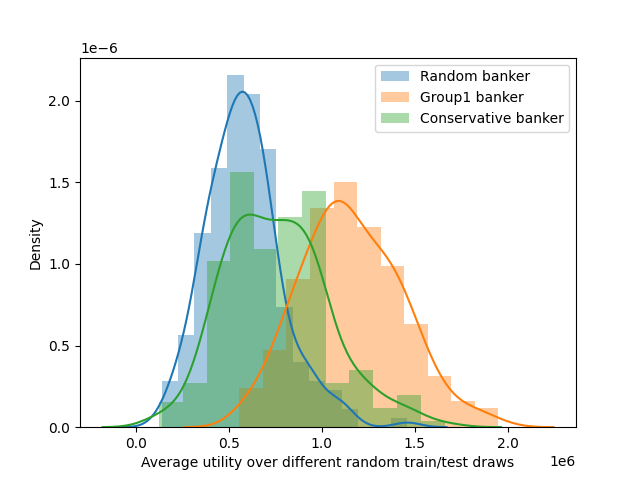 1e−6
Random banker
Group1 banker
Conservative banker
Density
2.0
1.5
1.0
0.5
0.0
0.0 0.5 1.0 1.5 2.0
Average utility over different random train/test draws
1e6